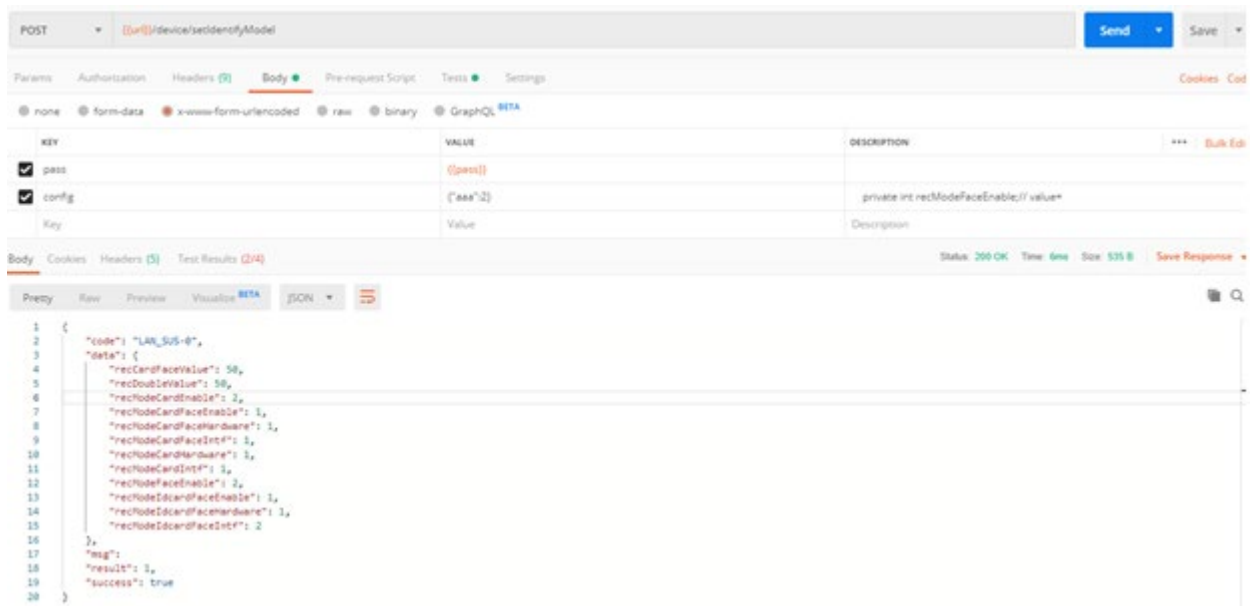 POST {{url}}/device/setIdentifyModel Send Save
Params Authorization Headers (9) Body Pre-request Script Tests Settings Cookies Cod
none form-data x-www-form-urlencoded raw binary GraphQL BETA
KEY VALUE DESCRIPTION ••• Bulk Edi
pass {{pass}}
config {"aaa":2} private int recModeFaceEnable;// value=
Key Value Description
Body Cookies Headers (5) Test Results (2/4) Status: 200 OK Time: 6ms Size: 535 B Save Response
Pretty Raw Preview Visualize BETA JSON
1 {
2 "code": "LAN_SUS-0",
3 "data": {
4 "recCardFaceValue": 50,
5 "recDoubleValue": 50,
6 "recModeCardEnable": 2,
7 "recModeCardFaceEnable": 1,
8 "recModeCardFaceHardware": 1,
9 "recModeCardFaceIntf": 1,
10 "recModeCardHardware": 1,
11 "recModeCardIntf": 1,
12 "recModeFaceEnable": 2,
13 "recModeIdcardFaceEnable": 1,
14 "recModeIdcardFaceHardware": 1,
15 "recModeIdcardFaceIntf": 2
16 },
17 "msg":
18 "result": 1,
19 "success": true
20 }